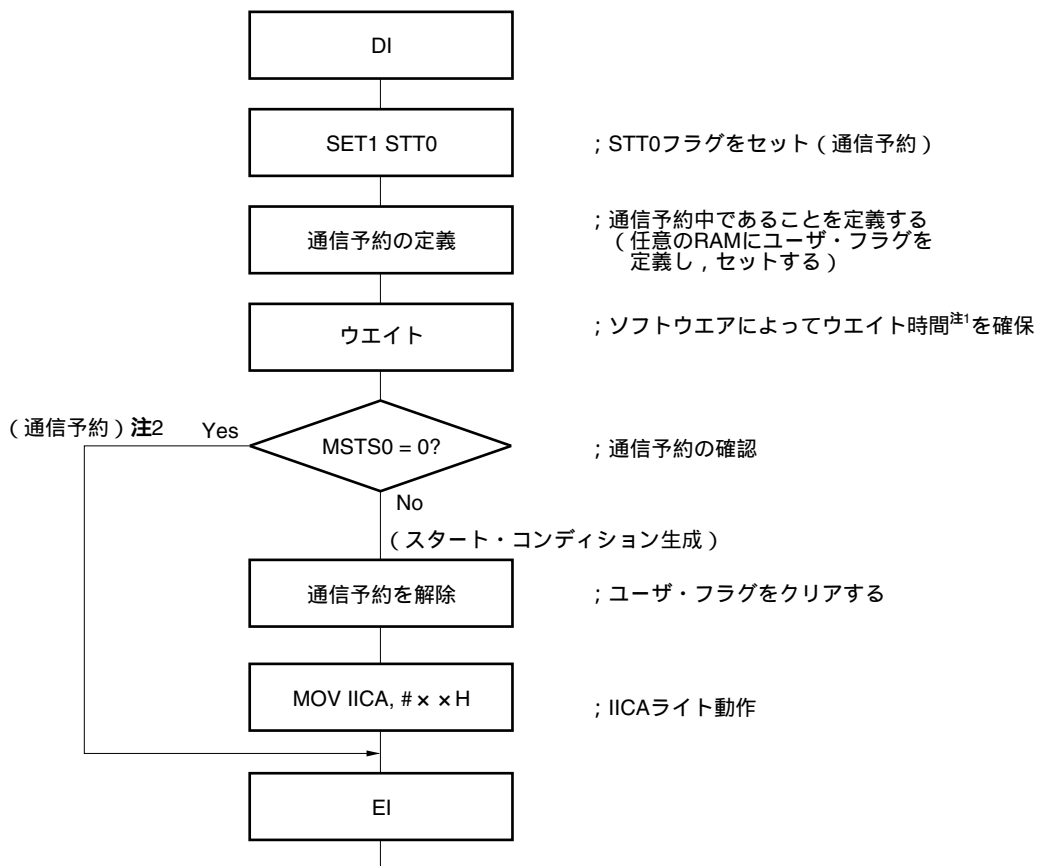 DI
SET1 STT0
；STT0フラグをセット（通信予約）
通信予約の定義
；通信予約中であることを定義する
（任意のRAMにユーザ・フラグを
定義し，セットする）
ウエイト
；ソフトウエアによってウエイト時間注1を確保
（通信予約）注2
Yes
MSTS0 = 0?
；通信予約の確認
No
（スタート・コンディション生成）
通信予約を解除
；ユーザ・フラグをクリアする
MOV IICA, #××H
；IICAライト動作
EI